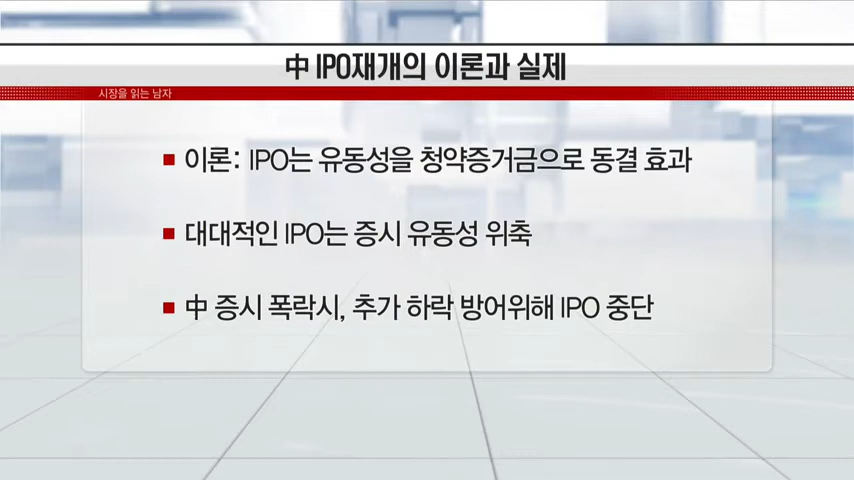 中 IPO재개의 이론과 실제
시장을 읽는 남자
이론: IPO는 유동성을 청약증거금으로 동결 효과
대대적인 IPO는 증시 유동성 위축
中 증시 폭락시, 추가 하락 방어위해 IPO 중단